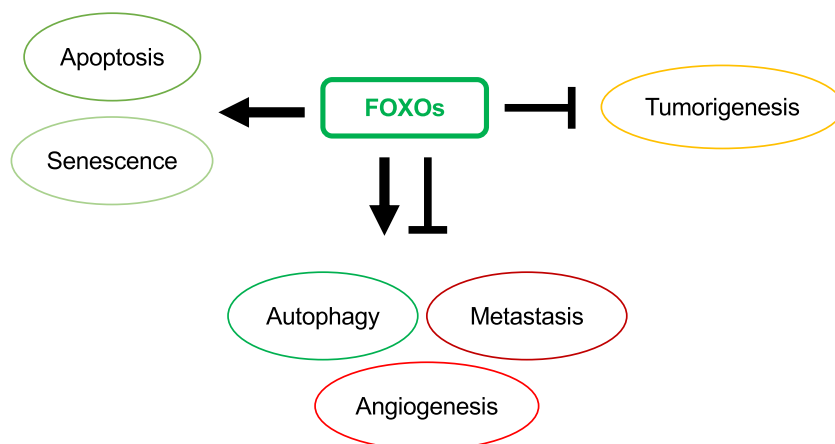 Apoptosis
FOXOs
Tumorigenesis
Senescence
Autophagy
Metastasis
Angiogenesis